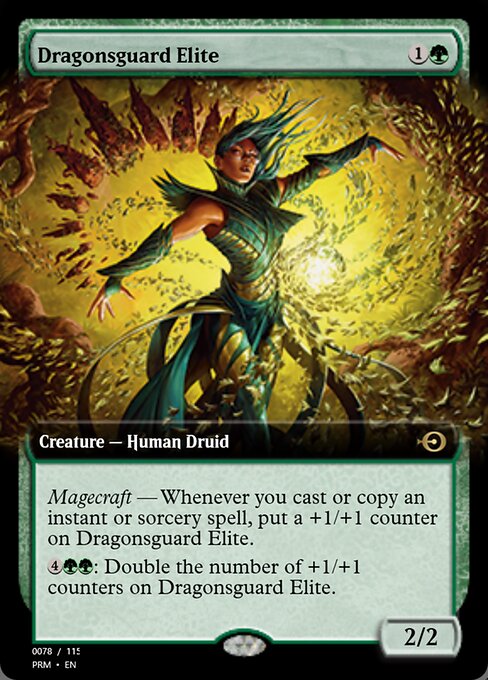 Dragonsguard Elite 1
Creature — Human Druid
Magecraft — Whenever you cast or copy an
instant or sorcery spell, put a +1/+1 counter
on Dragonsguard Elite.
4: Double the number of +1/+1
counters on Dragonsguard Elite.
2/2
0078 / 115
PRM • EN